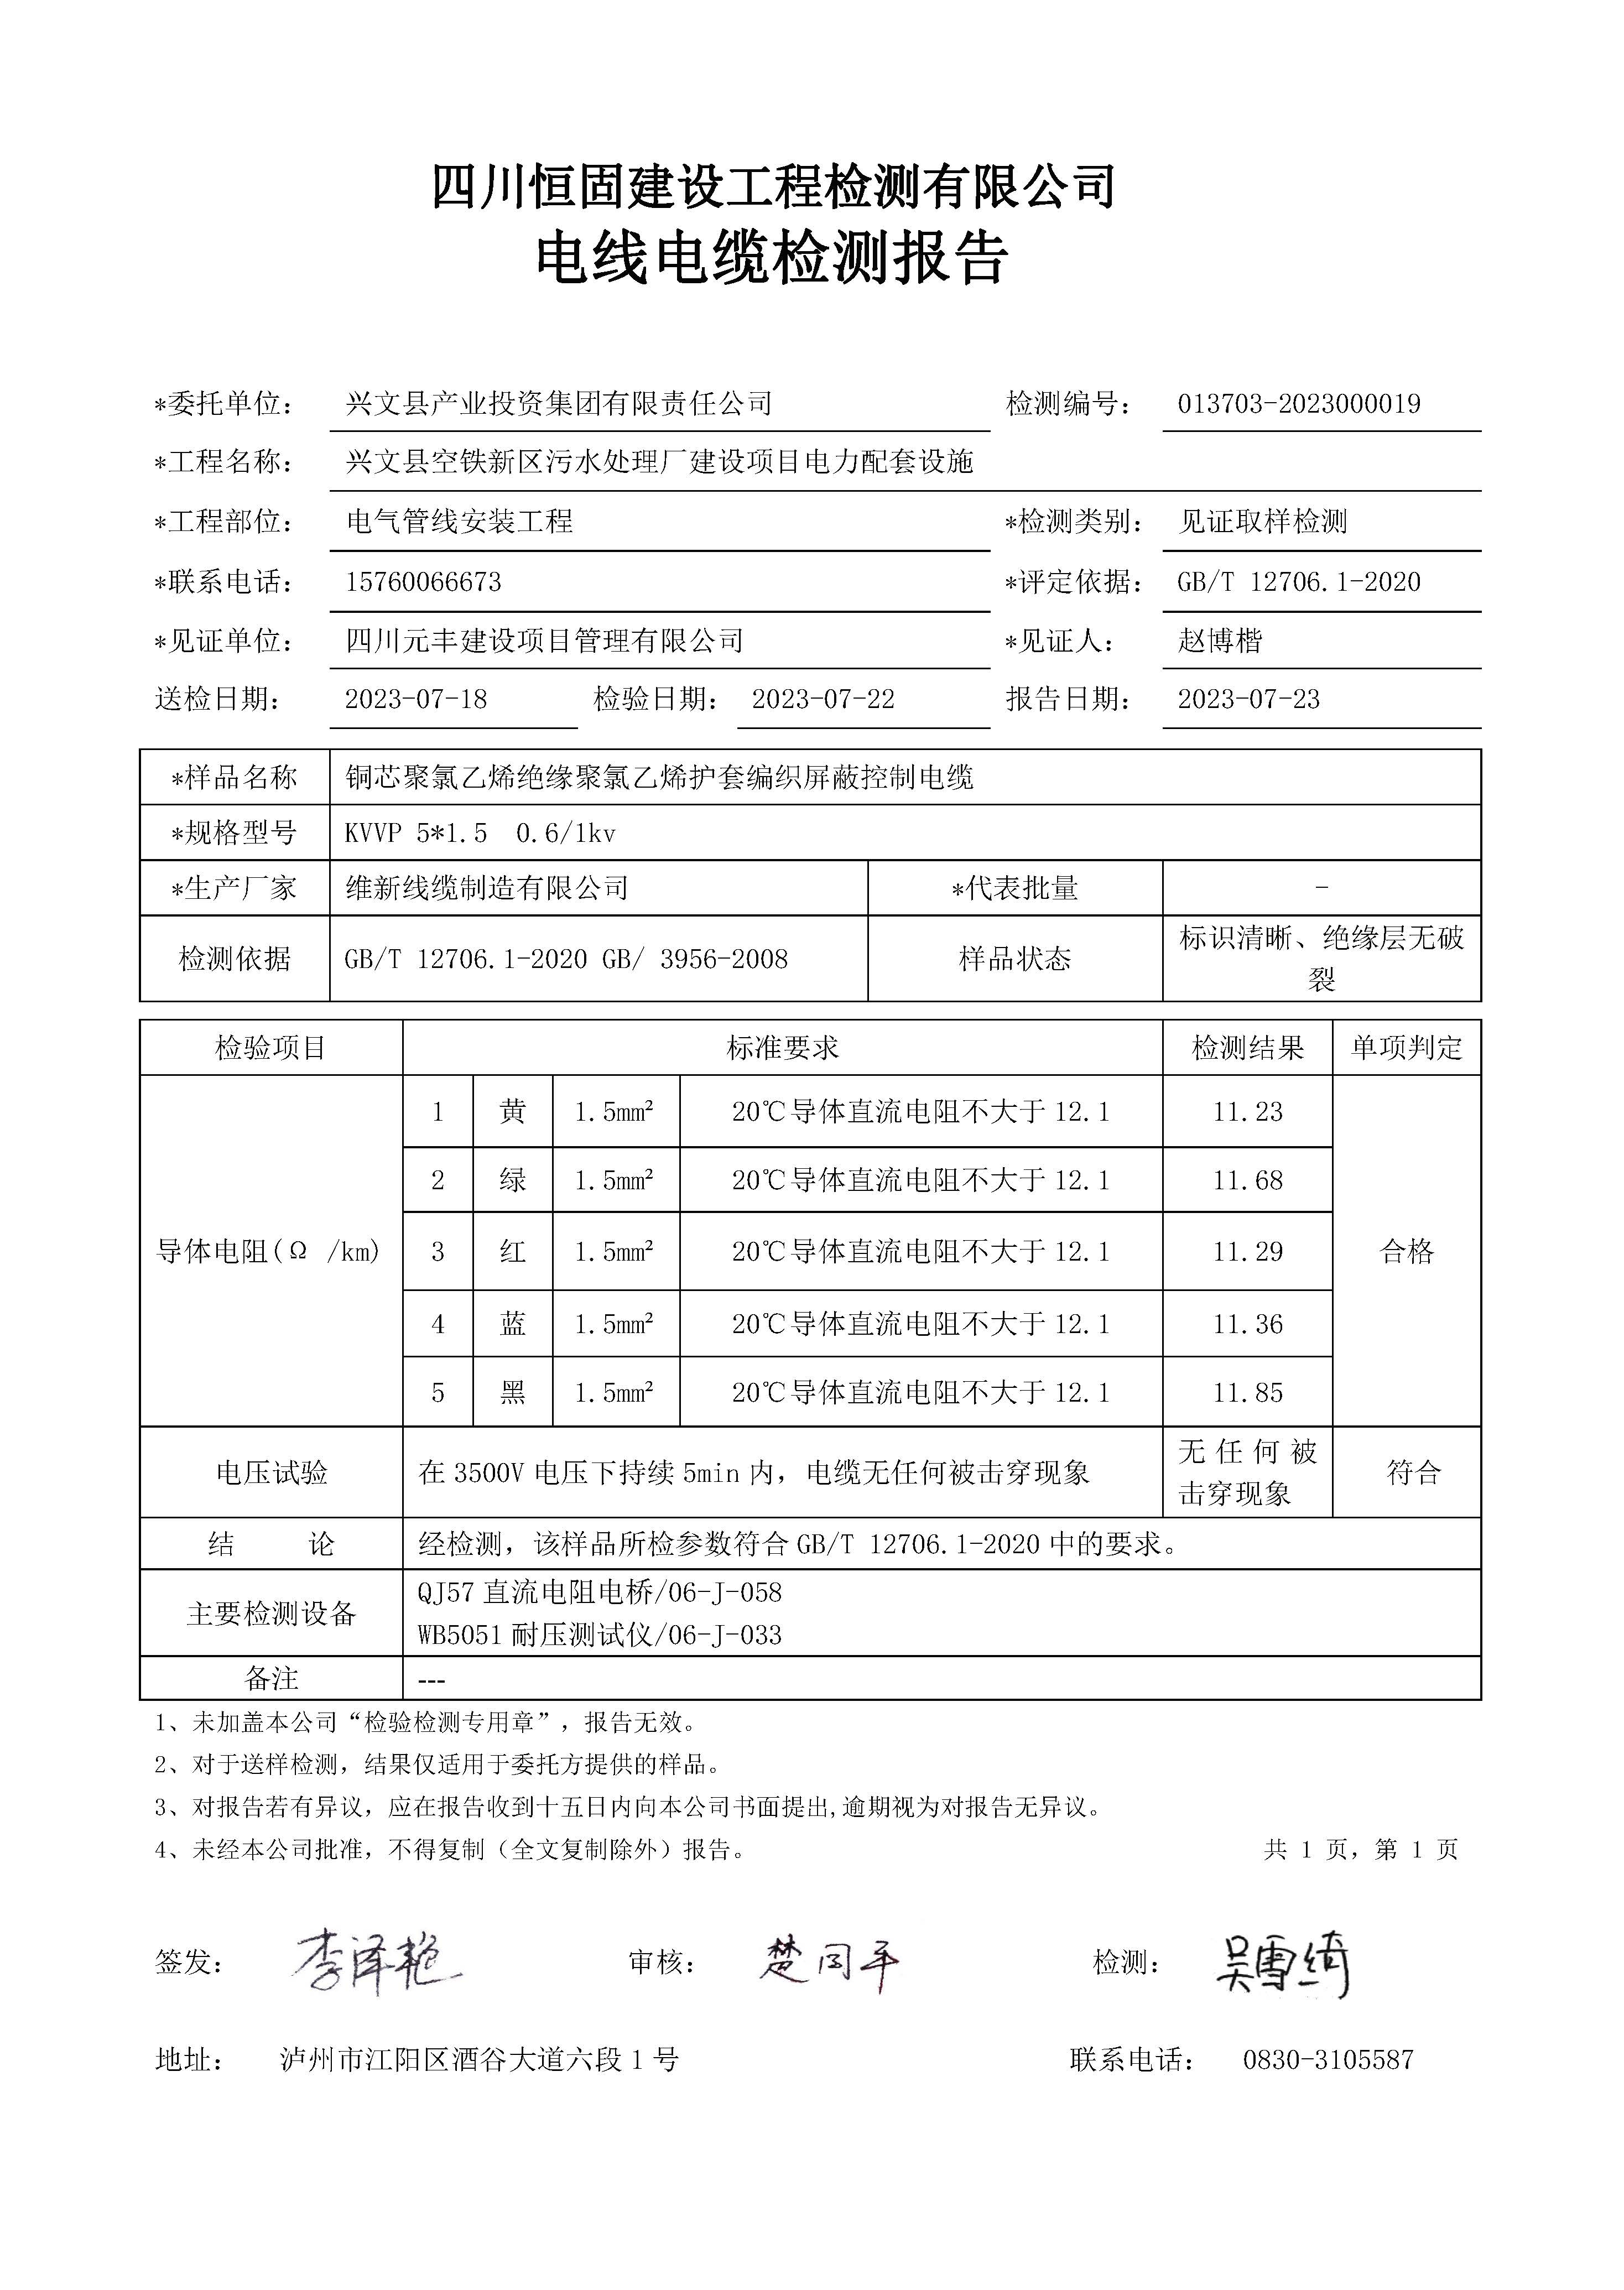 四川恒固建设工程检测有限公司
电线电缆检测报告
*委托单位： 兴文县产业投资集团有限责任公司 检测编号： 013703-2023000019
*工程名称： 兴文县空铁新区污水处理厂建设项目电力配套设施
*工程部位： 电气管线安装工程 *检测类别： 见证取样检测
*联系电话： 15760066673 *评定依据： GB/T 12706.1-2020
*见证单位： 四川元丰建设项目管理有限公司 *见证人： 赵博楷
送检日期： 2023-07-18 检验日期： 2023-07-22 报告日期： 2023-07-23
*样品名称 铜芯聚氯乙烯绝缘聚氯乙烯护套编织屏蔽控制电缆
*规格型号 KVVP 5*1.5 0.6/1kv
*生产厂家 维新线缆制造有限公司 *代表批量 -
检测依据 GB/T 12706.1-2020 GB/ 3956-2008 样品状态 标识清晰、绝缘层无破
裂
检验项目 标准要求 检测结果 单项判定
1 黄 1.5mm² 20℃导体直流电阻不大于 12.1 11.23
2 绿 1.5mm² 20℃导体直流电阻不大于 12.1 11.68
导体电阻(Ω /km) 3 红 1.5mm² 20℃导体直流电阻不大于 12.1 11.29 合格
4 蓝 1.5mm² 20℃导体直流电阻不大于 12.1 11.36
5 黑 1.5mm² 20℃导体直流电阻不大于 12.1 11.85
电压试验 在 3500V 电压下持续 5min 内，电缆无任何被击穿现象 无任何被
击穿现象 符合
结 论 经检测，该样品所检参数符合 GB/T 12706.1-2020 中的要求。
主要检测设备 QJ57 直流电阻电桥/06-J-058
WB5051 耐压测试仪/06-J-033
备注 ---
1、未加盖本公司“检验检测专用章”，报告无效。
2、对于送样检测，结果仅适用于委托方提供的样品。
3、对报告若有异议，应在报告收到十五日内向本公司书面提出,逾期视为对报告无异议。
4、未经本公司批准，不得复制（全文复制除外）报告。 共 1 页，第 1 页
签发： 李泽艳 审核： 楚同平 检测： 吴雪绮
地址： 泸州市江阳区酒谷大道六段 1 号 联系电话： 0830-3105587